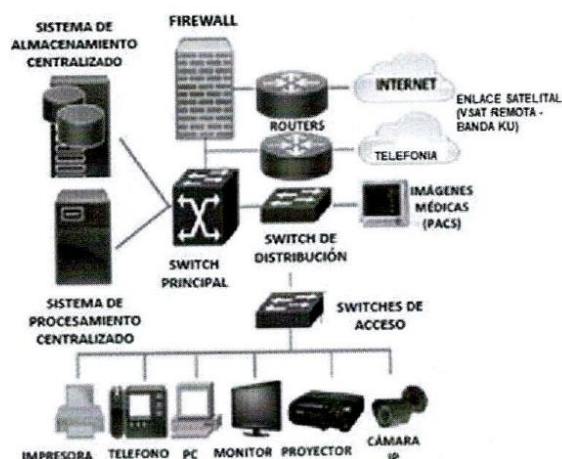 SISTEMA DE
ALMACENAMIENTO
CENTRALIZADO
FIREWALL
INTERNET
ROUTERS
ENLACE SATELITAL
(VSAT REMOTA -
BANDA KU)
TELEFONIA
IMÁGENES
MÉDICAS
(PACS)
SWITCH
PRINCIPAL
SWITCH DE
DISTRIBUCIÓN
SISTEMA DE
PROCESAMIENTO
CENTRALIZADO
SWITCHES DE
ACCESO
IMPRESORA
TELEFONO
PC
MONITOR
PROYECTOR
CÁMARA
IP